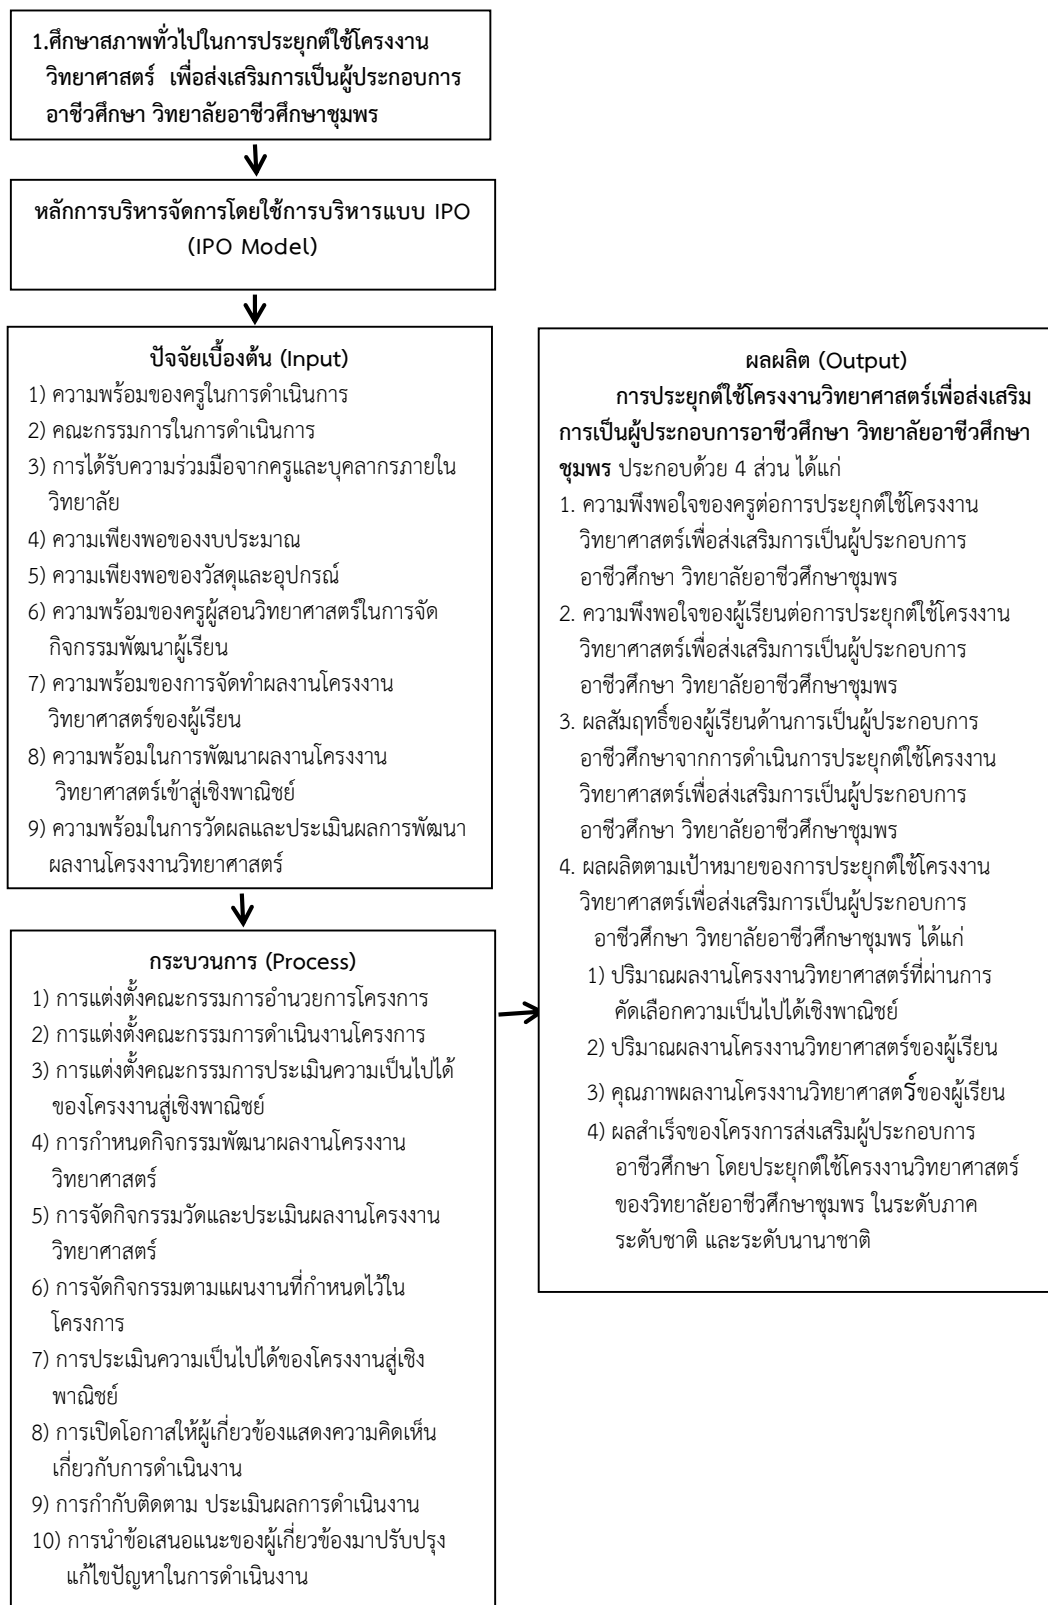 1.ศึกษาสภาพทั่วไปในการประยุกต์ใช้โครงงาน
วิทยาศาสตร์ เพื่อส่งเสริมการเป็นผู้ประกอบการ
อาชีวศึกษา วิทยาลัยอาชีวศึกษาชุมพร
หลักการบริหารจัดการโดยใช้การบริหารแบบ IPO
(IPO Model)
ปัจจัยเบื้องต้น (Input)
1) ความพร้อมของครูในการดำเนินการ
2) คณะกรรมการในการดำเนินการ
3) การได้รับความร่วมมือจากครูและบุคลากรภายใน
วิทยาลัย
4) ความเพียงพอของงบประมาณ
5) ความเพียงพอของวัสดุและอุปกรณ์
6) ความพร้อมของครูผู้สอนวิทยาศาสตร์ในการจัด
กิจกรรมพัฒนาผู้เรียน
7) ความพร้อมของการจัดทำผลงานโครงงาน
วิทยาศาสตร์ของผู้เรียน
8) ความพร้อมในการพัฒนาผลงานโครงงาน
วิทยาศาสตร์เข้าสู่เชิงพาณิชย์
9) ความพร้อมในการวัดผลและประเมินผลการพัฒนา
ผลงานโครงงานวิทยาศาสตร์
กระบวนการ (Process)
1) การแต่งตั้งคณะกรรมการอำนวยการโครงการ
2) การแต่งตั้งคณะกรรมการดำเนินงานโครงการ
3) การแต่งตั้งคณะกรรมการประเมินความเป็นไปได้
ของโครงงานสู่เชิงพาณิชย์
4) การกำหนดกิจกรรมพัฒนาผลงานโครงงาน
วิทยาศาสตร์
5) การจัดกิจกรรมวัดและประเมินผลงานโครงงาน
วิทยาศาสตร์
6) การจัดกิจกรรมตามแผนงานที่กำหนดไว้ใน
โครงการ
7) การประเมินความเป็นไปได้ของโครงงานสู่เชิง
พาณิชย์
8) การเปิดโอกาสให้ผู้เกี่ยวข้องแสดงความคิดเห็น
เกี่ยวกับการดำเนินงาน
9) การกำกับติดตาม ประเมินผลการดำเนินงาน
10) การนำข้อเสนอแนะของผู้เกี่ยวข้องมาปรับปรุง
แก้ไขปัญหาในการดำเนินงาน
ผลผลิต (Output)
การประยุกต์ใช้โครงงานวิทยาศาสตร์เพื่อส่งเสริม
การเป็นผู้ประกอบการอาชีวศึกษา วิทยาลัยอาชีวศึกษา
ชุมพร ประกอบด้วย 4 ส่วน ได้แก่
1. ความพึงพอใจของครูต่อการประยุกต์ใช้โครงงาน
วิทยาศาสตร์เพื่อส่งเสริมการเป็นผู้ประกอบการ
อาชีวศึกษา วิทยาลัยอาชีวศึกษาชุมพร
2. ความพึงพอใจของผู้เรียนต่อการประยุกต์ใช้โครงงาน
วิทยาศาสตร์เพื่อส่งเสริมการเป็นผู้ประกอบการ
อาชีวศึกษา วิทยาลัยอาชีวศึกษาชุมพร
3. ผลสัมฤทธิ์ของผู้เรียนด้านการเป็นผู้ประกอบการ
อาชีวศึกษาจากการดำเนินการประยุกต์ใช้โครงงาน
วิทยาศาสตร์เพื่อส่งเสริมการเป็นผู้ประกอบการ
อาชีวศึกษา วิทยาลัยอาชีวศึกษาชุมพร
4. ผลผลิตตามเป้าหมายของการประยุกต์ใช้โครงงาน
วิทยาศาสตร์เพื่อส่งเสริมการเป็นผู้ประกอบการ
อาชีวศึกษา วิทยาลัยอาชีวศึกษาชุมพร ได้แก่
1) ปริมาณผลงานโครงงานวิทยาศาสตร์ที่ผ่านการ
คัดเลือกความเป็นไปได้เชิงพาณิชย์
2) ปริมาณผลงานโครงงานวิทยาศาสตร์ของผู้เรียน
3) คุณภาพผลงานโครงงานวิทยาศาสตร์ของผู้เรียน
4) ผลสำเร็จของโครงการส่งเสริมผู้ประกอบการ
อาชีวศึกษา โดยประยุกต์ใช้โครงงานวิทยาศาสตร์
ของวิทยาลัยอาชีวศึกษาชุมพร ในระดับภาค
ระดับชาติ และระดับนานาชาติ